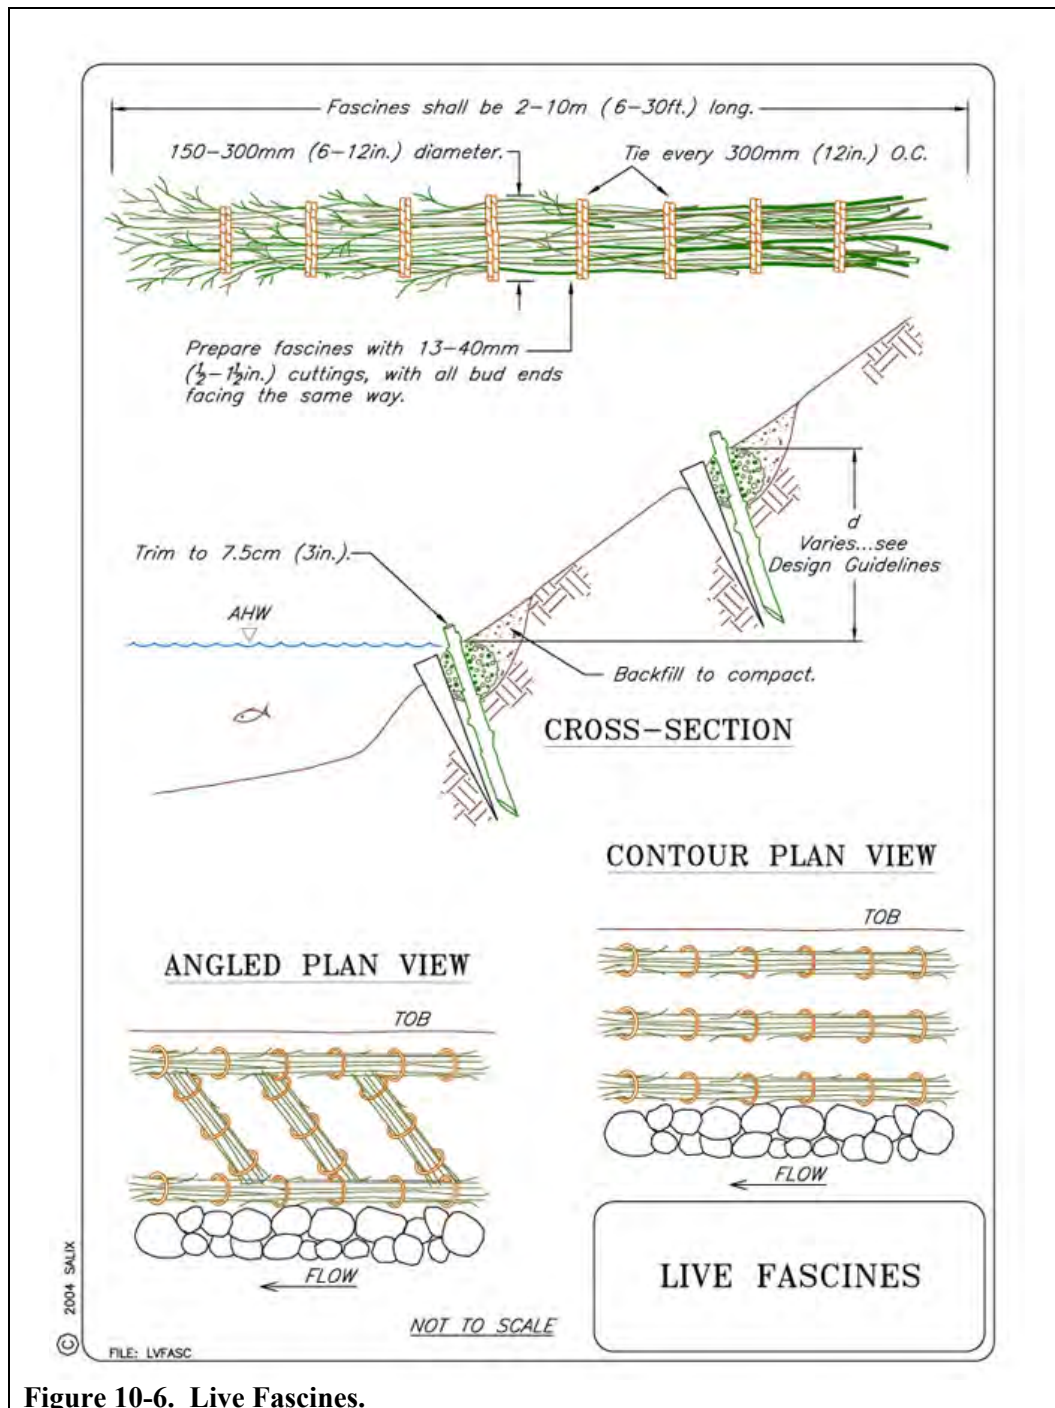 Fascines shall be 2-10m (6-30ft.) long.
150-300mm (6-12in.) diameter.
Tie every 300mm (12in.) O.C.
Prepare fascines with 13-40mm
(½-1½in.) cuttings, with all bud ends
facing the same way.
d
Varies...see
Design Guidelines
Trim to 7.5cm (3in.).
AHW
Backfill to compact.
CROSS-SECTION
CONTOUR PLAN VIEW
TOB
ANGLED PLAN VIEW
TOB
FLOW
FLOW
LIVE FASCINES
NOT TO SCALE
© 2004 SALIX
FILE: LVFASC
Figure 10-6. Live Fascines.